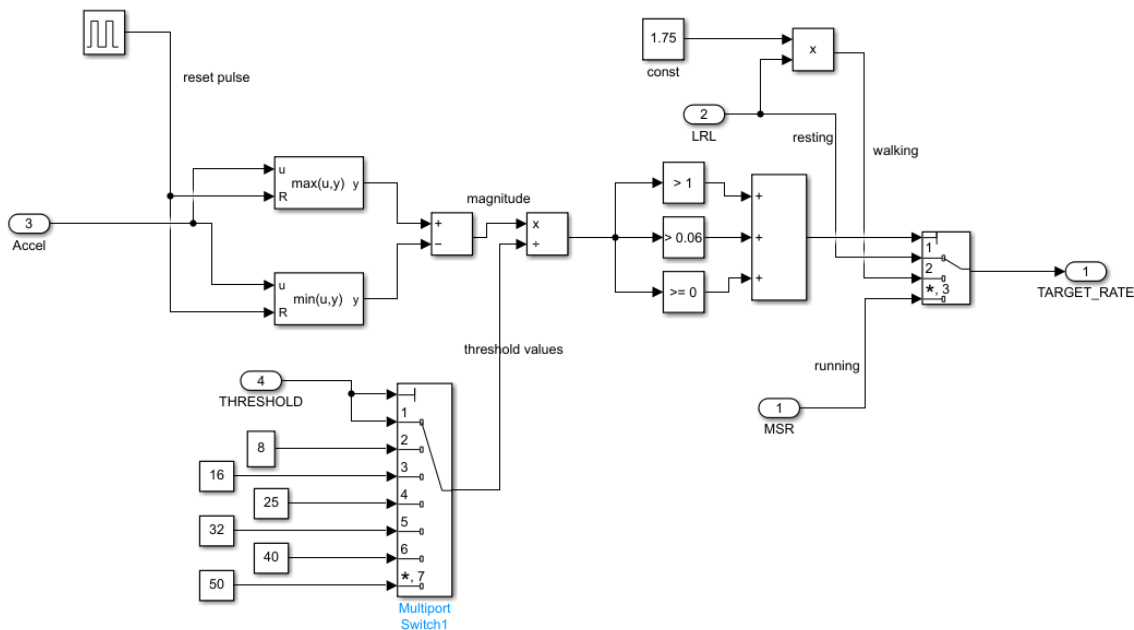 reset pulse
1.75
const
x
2
LRL
resting
walking
u
R
max(u,y)
y
3
Accel
+
−
magnitude
x
÷
> 1
> 0.06
>= 0
+
+
+
1
2
*, 3
1
TARGET_RATE
u
R
min(u,y)
y
threshold values
running
1
MSR
4
THRESHOLD
1
2
3
4
5
6
*, 7
8
16
25
32
40
50
Multiport
Switch1